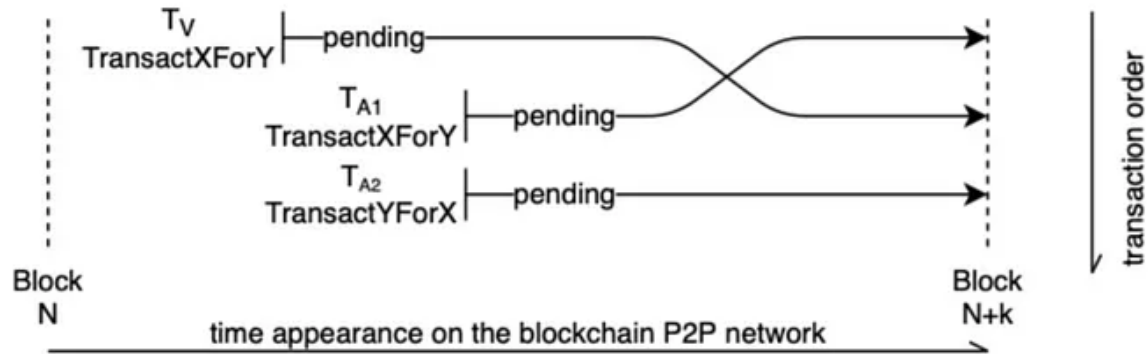 T_V
TransactXForY
pending
T_A1
TransactXForY
pending
T_A2
TransactYForX
pending
transaction order
Block
N
Block
N+k
time appearance on the blockchain P2P network